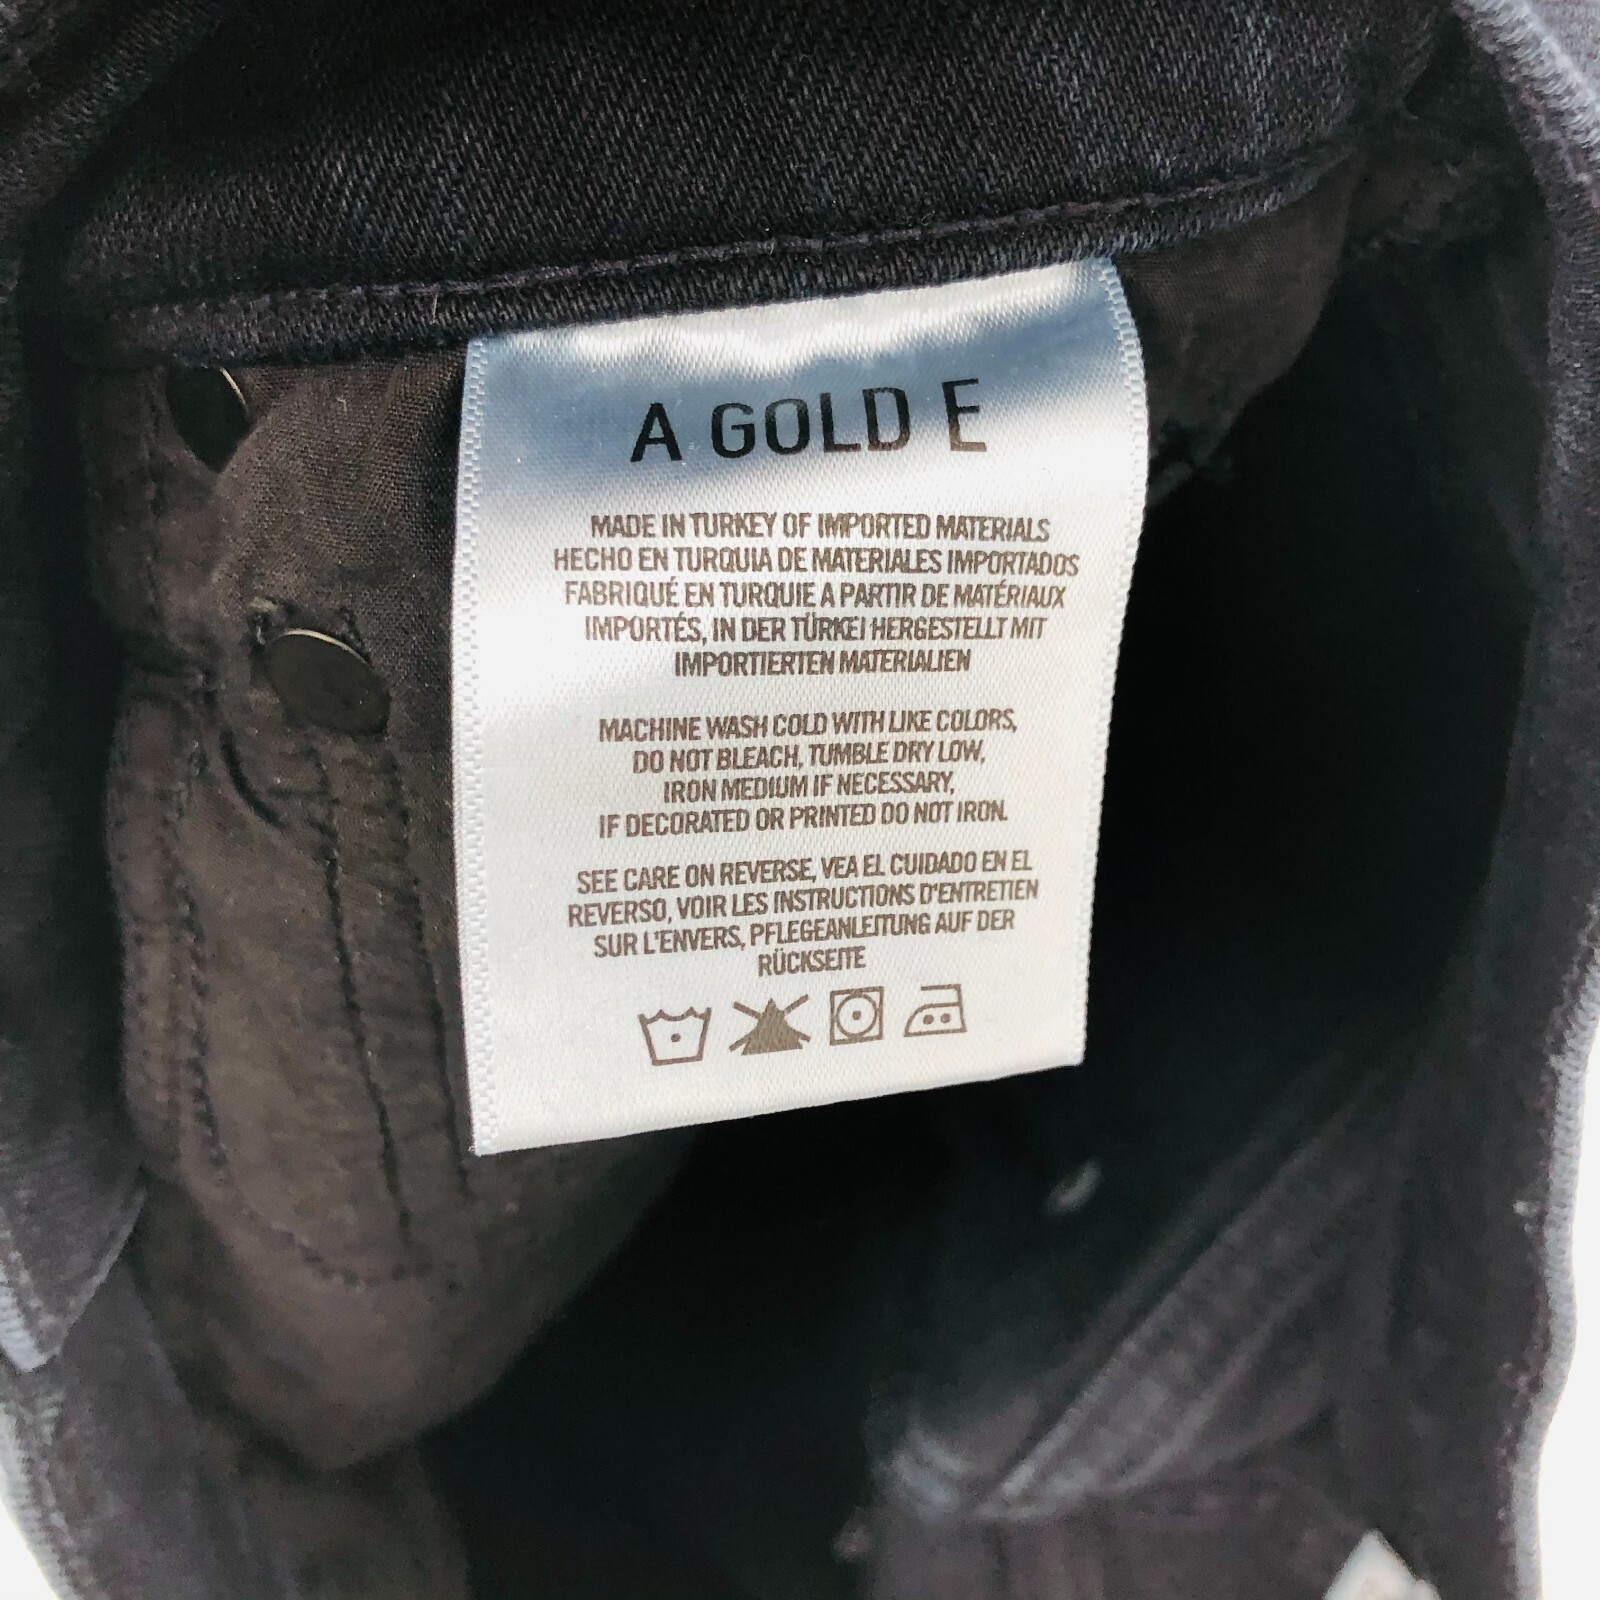 A GOLD E
MADE IN TURKEY OF IMPORTED MATERIALS
HECHO EN TURQUIA DE MATERIALES IMPORTADOS
FABRIQUÉ EN TURQUIE A PARTIR DE MATÉRIAUX
IMPORTÉS, IN DER TÜRKEI HERGESTELLT MIT
IMPORTIERTEN MATERIALIEN
MACHINE WASH COLD WITH LIKE COLORS,
DO NOT BLEACH, TUMBLE DRY LOW,
IRON MEDIUM IF NECESSARY,
IF DECORATED OR PRINTED DO NOT IRON.
SEE CARE ON REVERSE, VEA EL CUIDADO EN EL
REVERSO, VOIR LES INSTRUCTIONS D'ENTRETIEN
SUR L'ENVERS, PFLEGEANLEITUNG AUF DER
RÜCKSEITE